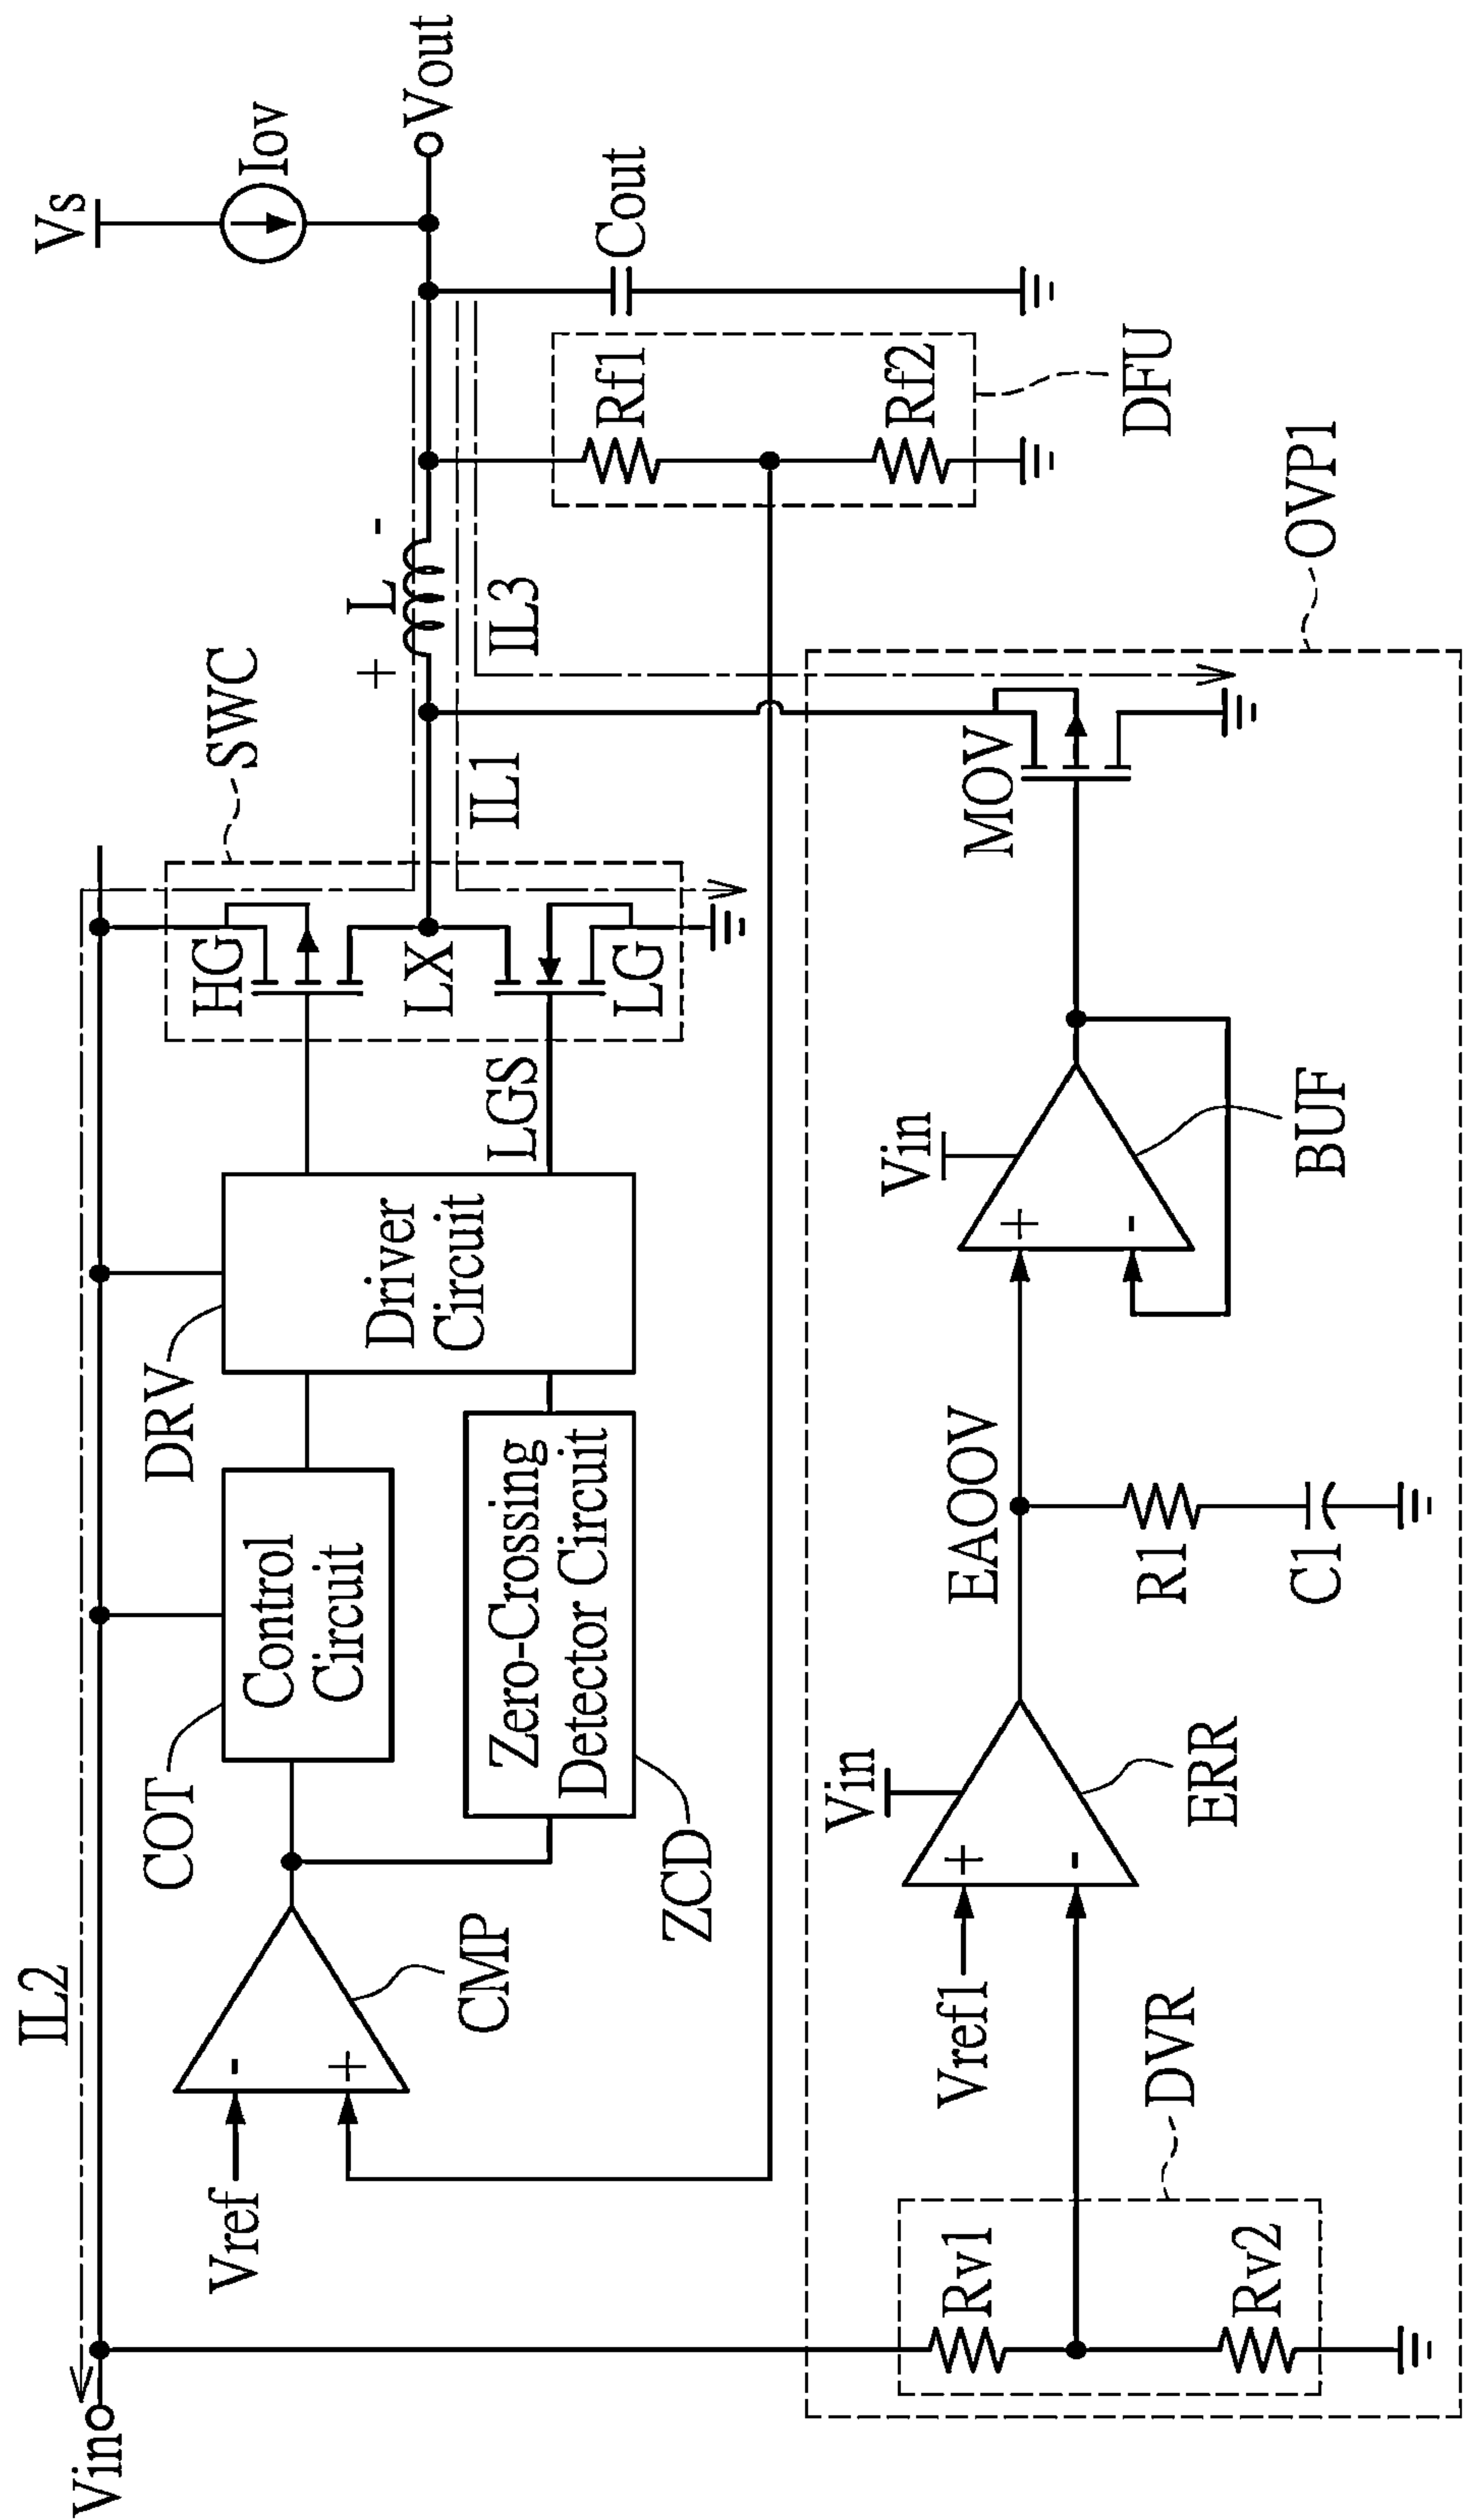 IL2
Vin
COT
DRV
SWC
Vs
Iov
Vref
-
+
CMP
Control
Circuit
Zero-Crossing
Detector Circuit
ZCD
Driver
Circuit
LGS
HG
LX
LG
IL1
+
L
-
IL3
Vout
Cout
Rf1
Rf2
DFU
OVP1
Rv1
Rv2
DVR
Vref1
Vin
+
-
ERR
EAOOV
R1
C1
Vin
+
-
BUF
MOV